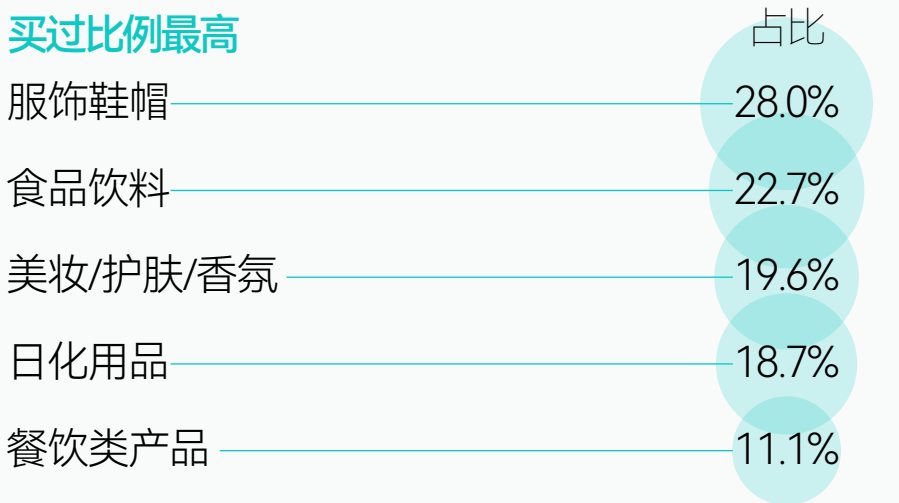 买过比例最高 占比
服饰鞋帽 28.0%
食品饮料 22.7%
美妆/护肤/香氛 19.6%
日化用品 18.7%
餐饮类产品 11.1%